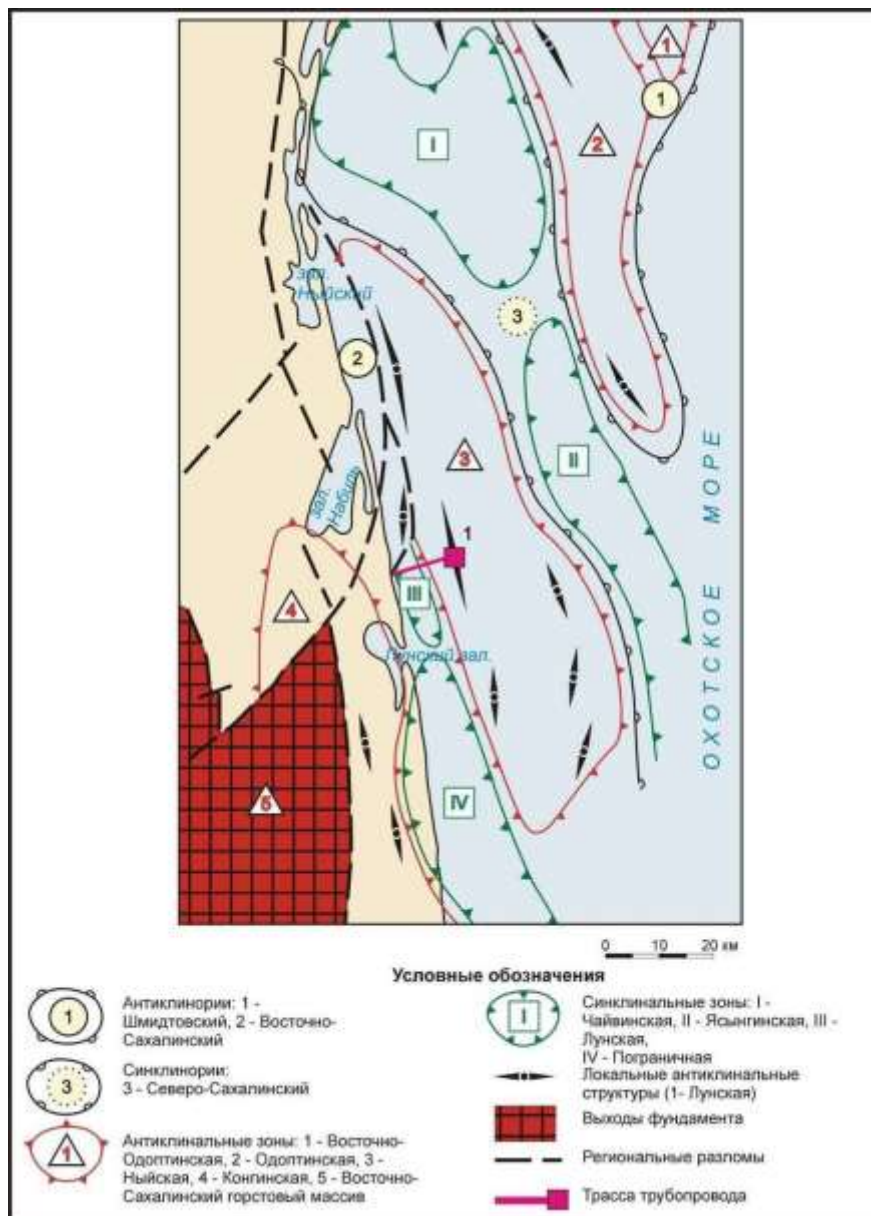 1
1
2
I
зал.
Ныйский
3
2
3
II
зал.
Набиль
1
III
4
Лунский зал.
5
IV
ОХОТСКОЕ МОРЕ
0 10 20 км
Условные обозначения
1
Антиклинории: 1 -
Шмидтовский, 2 - Восточно-
Сахалинский
3
Синклинории:
3 - Северо-Сахалинский
1
Антиклинальные зоны: 1 - Восточно-
Одоптинская, 2 - Одоптинская, 3 -
Ныйская, 4 - Конгинская, 5 - Восточно-
Сахалинский горстовый массив
I
Синклинальные зоны: I -
Чайвинская, II - Ясынгинская, III -
Лунская,
IV - Пограничная
Локальные антиклинальные
структуры (1- Лунская)
Выходы фундамента
Региональные разломы
Трасса трубопровода